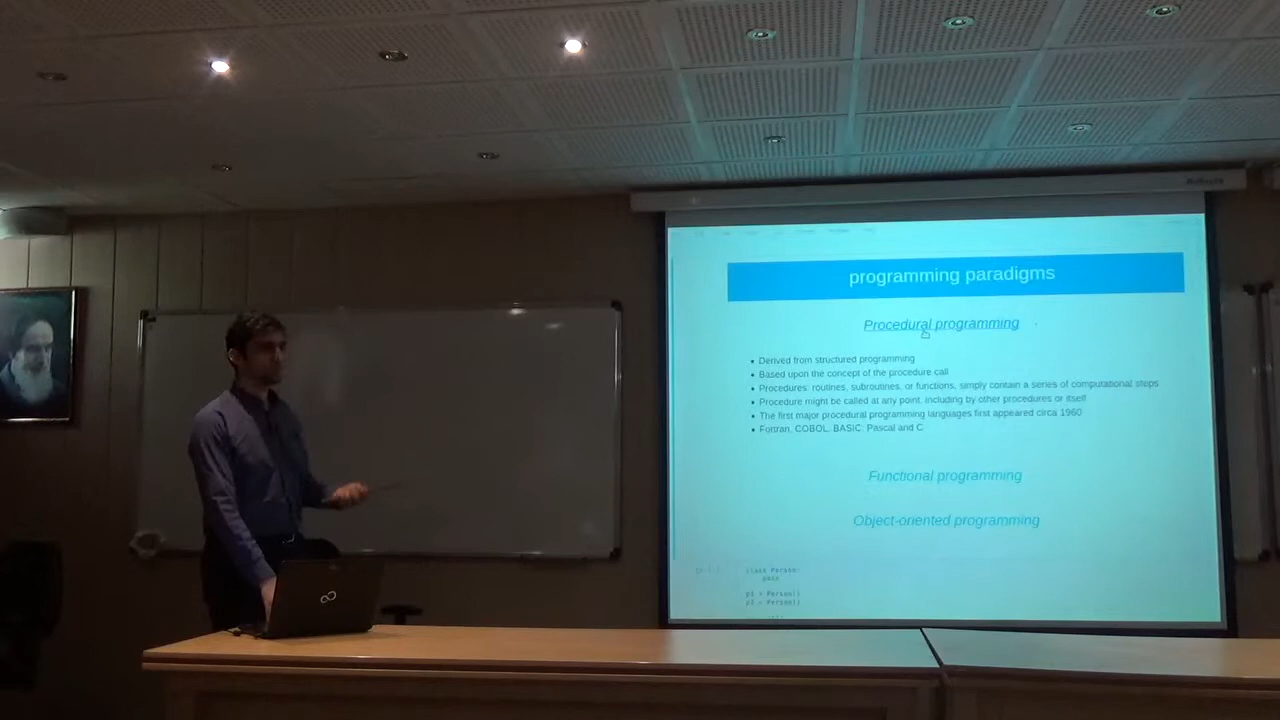 programming paradigms
Procedural programming
• Derived from structured programming
• Based upon the concept of the procedure call
• Procedures: routines, subroutines, or functions, simply contain a series of computational steps
• Procedure might be called at any point, including by other procedures or itself
• The first major procedural programming languages first appeared circa 1960
• Fortran, COBOL, BASIC, Pascal and C
Functional programming
Object-oriented programming
class Person:
pass
p1 = Person()
p2 = Person()